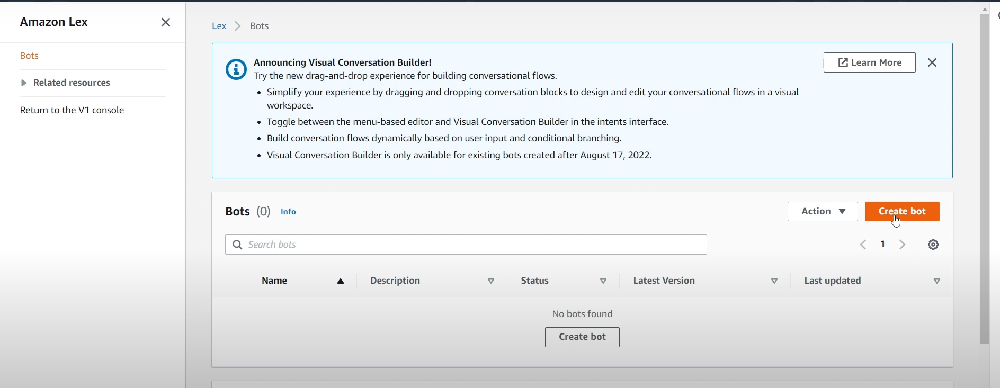 Amazon Lex
Bots
Related resources
Return to the V1 console
Lex
Bots
Announcing Visual Conversation Builder!
Try the new drag-and-drop experience for building conversational flows.
Learn More
• Simplify your experience by dragging and dropping conversation blocks to design and edit your conversational flows in a visual
workspace.
• Toggle between the menu-based editor and Visual Conversation Builder in the intents interface.
• Build conversation flows dynamically based on user input and conditional branching.
• Visual Conversation Builder is only available for existing bots created after August 17, 2022.
Bots (0) Info
Action
Create bot
Search bots
1
Name Description Status Latest Version Last updated
No bots found
Create bot